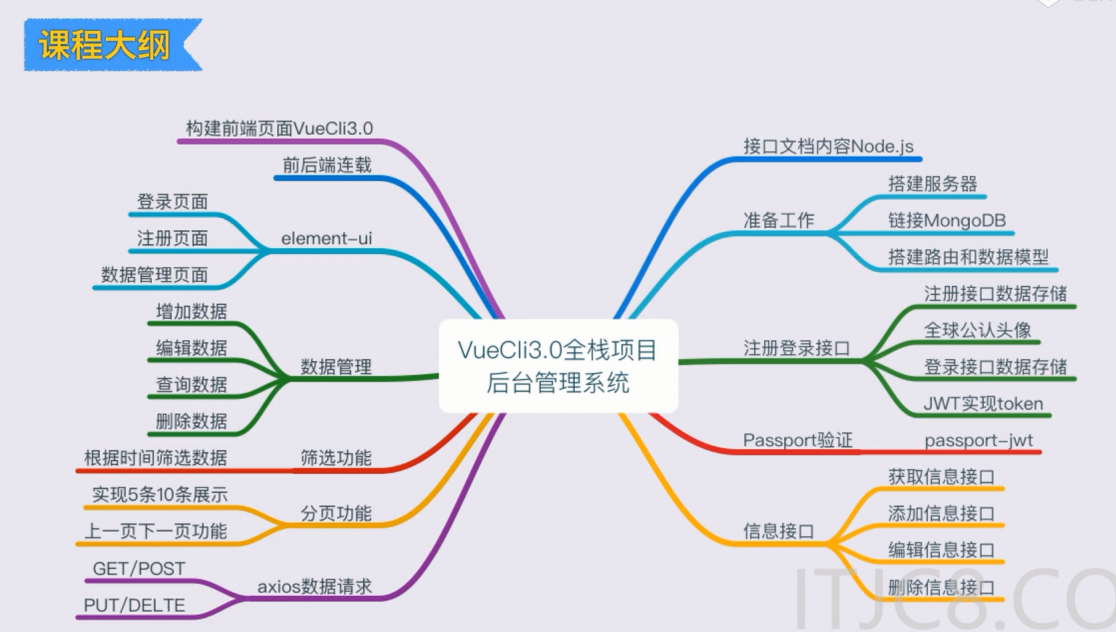 课程大纲
构建前端页面VueCli3.0
前后端连载
登录页面
注册页面
数据管理页面
element-ui
增加数据
编辑数据
查询数据
删除数据
数据管理
根据时间筛选数据
筛选功能
实现5条10条展示
上一页下一页功能
分页功能
GET/POST
PUT/DELTE
axios数据请求
VueCli3.0全栈项目
后台管理系统
接口文档内容Node.js
准备工作
搭建服务器
链接MongoDB
搭建路由和数据模型
注册登录接口
注册接口数据存储
全球公认头像
登录接口数据存储
JWT实现token
Passport验证
passport-jwt
信息接口
获取信息接口
添加信息接口
编辑信息接口
删除信息接口
ITJC8.CO